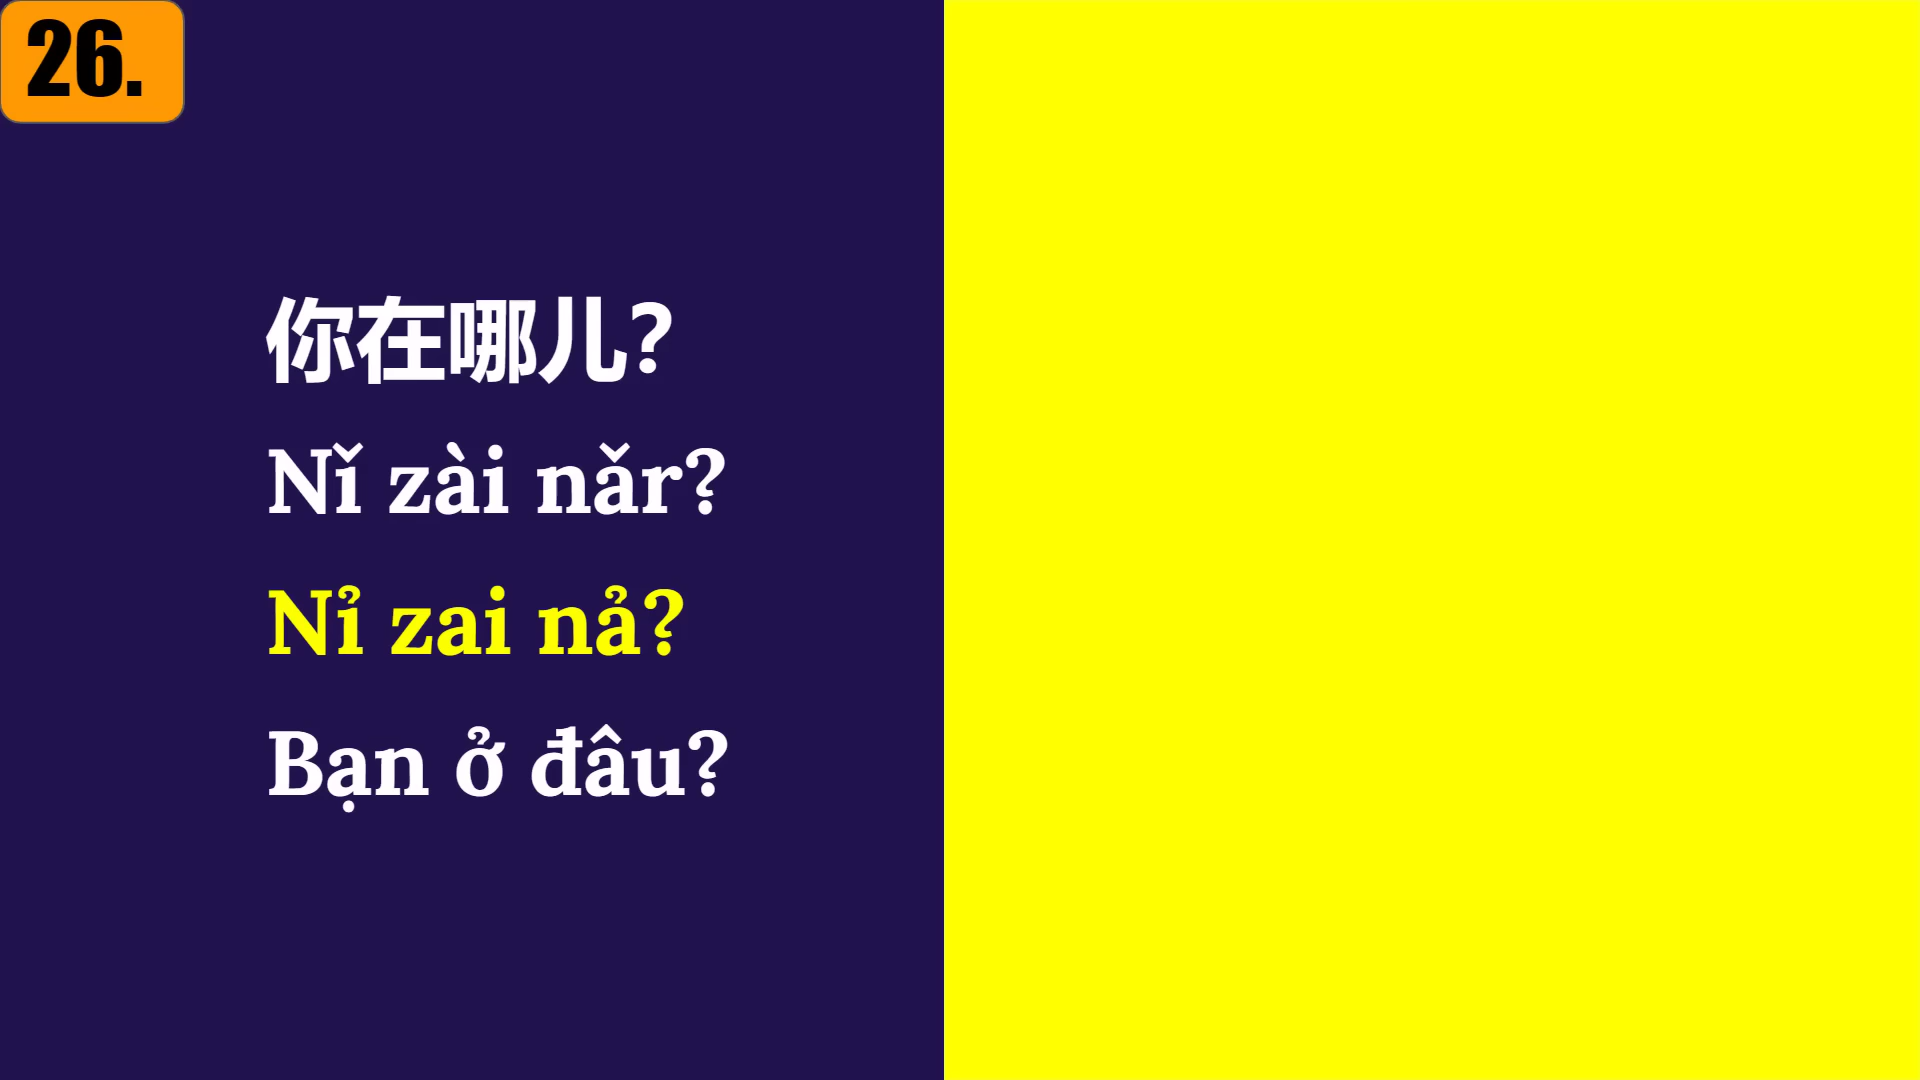 26.
你在哪儿?
Nǐ zài nǎr?
Nỉ zai nả?
Bạn ở đâu?